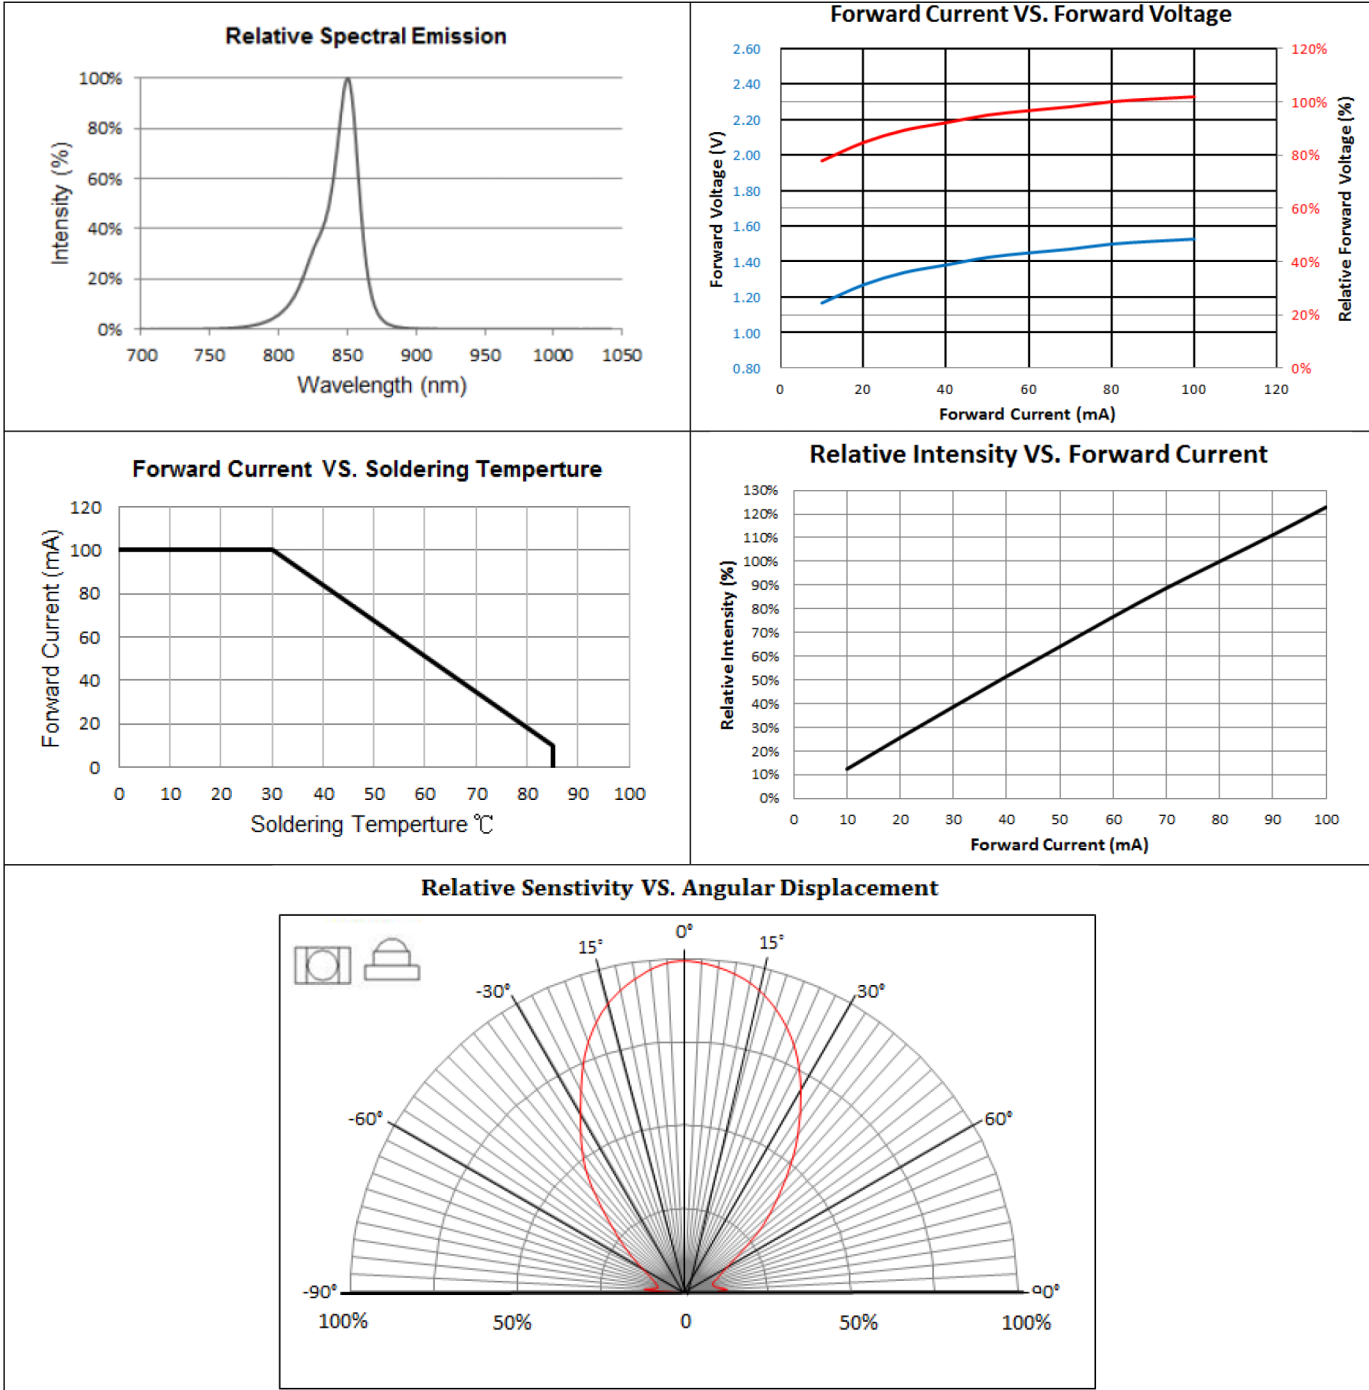 Relative Spectral Emission
Intensity (%)
100%
80%
60%
40%
20%
0%
700 750 800 850 900 950 1000 1050
Wavelength (nm)
Forward Current VS. Forward Voltage
Forward Voltage (V)
2.60
2.40
2.20
2.00
1.80
1.60
1.40
1.20
1.00
0.80
120%
100%
80%
60%
40%
20%
0%
Relative Forward Voltage (%)
0 20 40 60 80 100 120
Forward Current (mA)
Forward Current VS. Soldering Temperture
Forward Current (mA)
120
100
80
60
40
20
0
0 10 20 30 40 50 60 70 80 90 100
Soldering Temperture ℃
Relative Intensity VS. Forward Current
Relative Intensity (%)
130%
120%
110%
100%
90%
80%
70%
60%
50%
40%
30%
20%
10%
0%
0 10 20 30 40 50 60 70 80 90 100
Forward Current (mA)
Relative Senstivity VS. Angular Displacement
15° 0° 15°
-30° 30°
-60° 60°
-90° -90°
100% 50% 0 50% 100%